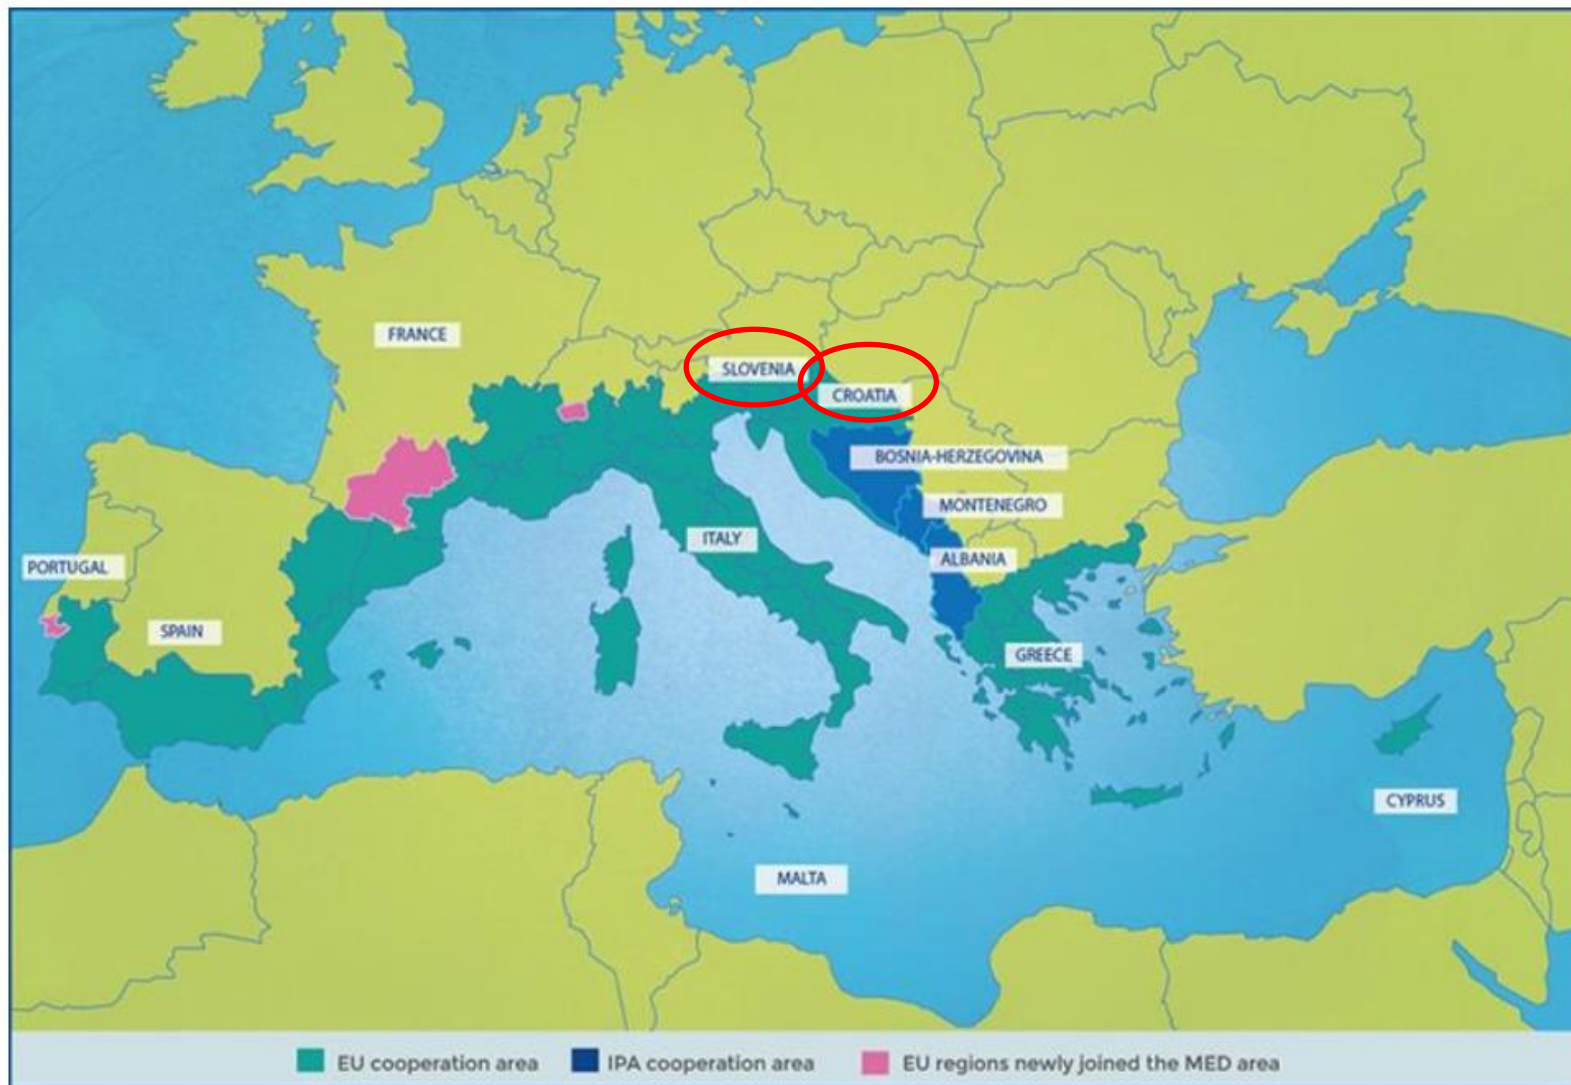 FRANCE
SLOVENIA
CROATIA
BOSNIA-HERZEGOVINA
MONTENEGRO
ITALY
ALBANIA
PORTUGAL
SPAIN
GREECE
CYPRUS
MALTA
EU cooperation area IPA cooperation area EU regions newly joined the MED area